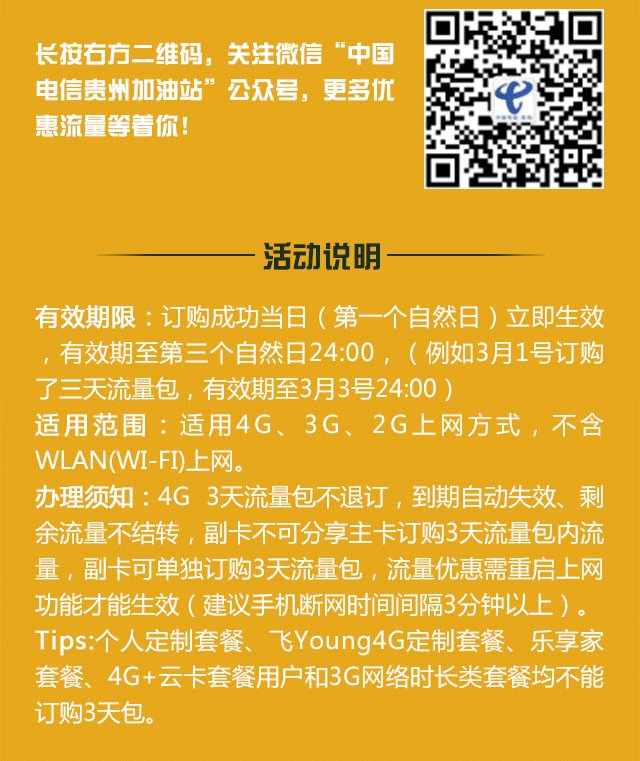 长按右方二维码，关注微信“中国
电信贵州加油站”公众号，更多优
惠流量等着你！
活动说明
有效期限：订购成功当日（第一个自然日）立即生效
，有效期至第三个自然日24:00，（例如3月1号订购
了三天流量包，有效期至3月3号24:00）
适用范围：适用4G、3G、2G上网方式，不含
WLAN(WI-FI)上网。
办理须知：4G 3天流量包不退订，到期自动失效、剩
余流量不结转，副卡不可分享主卡订购3天流量包内流
量，副卡可单独订购3天流量包，流量优惠需重启上网
功能才能生效（建议手机断网时间间隔3分钟以上）。
Tips:个人定制套餐、飞Young4G定制套餐、乐享家
套餐、4G+云卡套餐用户和3G网络时长类套餐均不能
订购3天包。